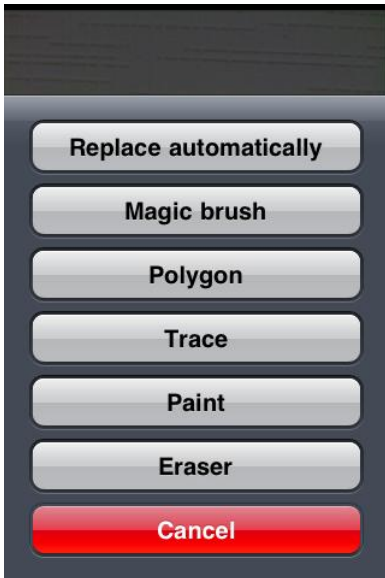 Replace automatically
Magic brush
Polygon
Trace
Paint
Eraser
Cancel